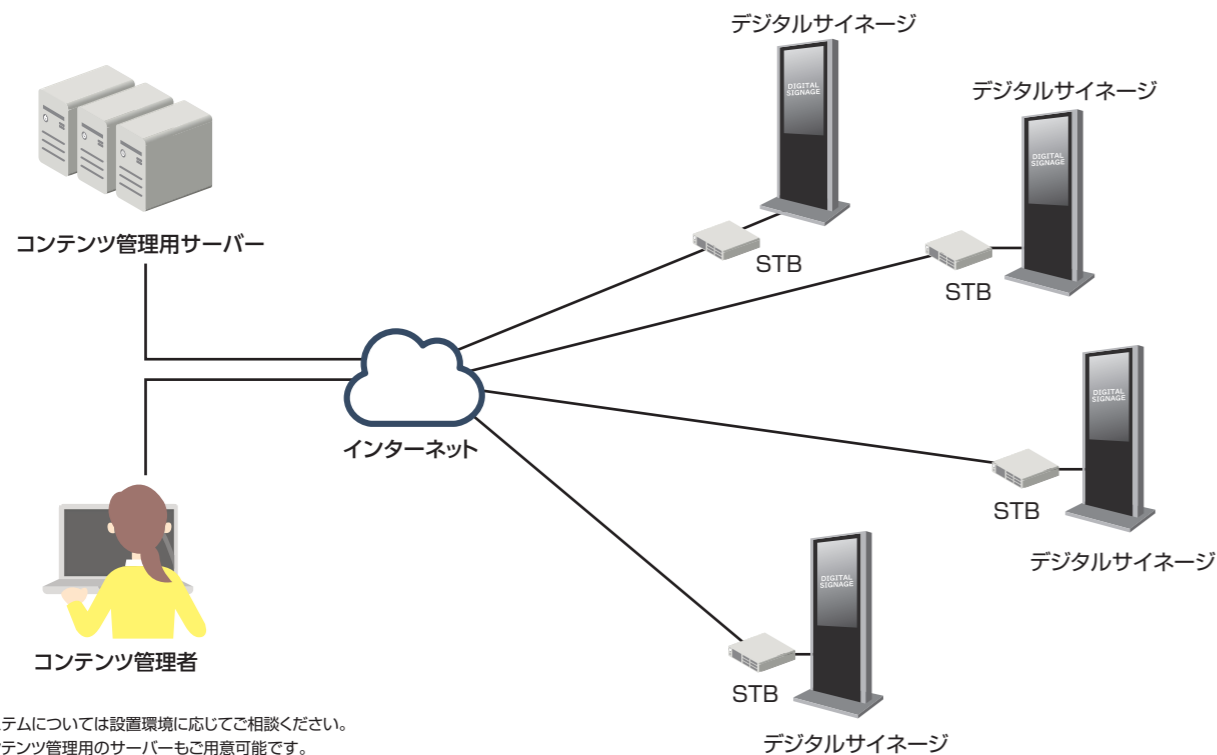 デジタルサイネージ
DIGITAL
SIGNAGE
デジタルサイネージ
DIGITAL
SIGNAGE
コンテンツ管理用サーバー
STB
STB
インターネット
DIGITAL
SIGNAGE
STB
デジタルサイネージ
DIGITAL
SIGNAGE
コンテンツ管理者
STB
デジタルサイネージ
ステムについては設置環境に応じてご相談ください。
テンツ管理用のサーバーもご用意可能です。